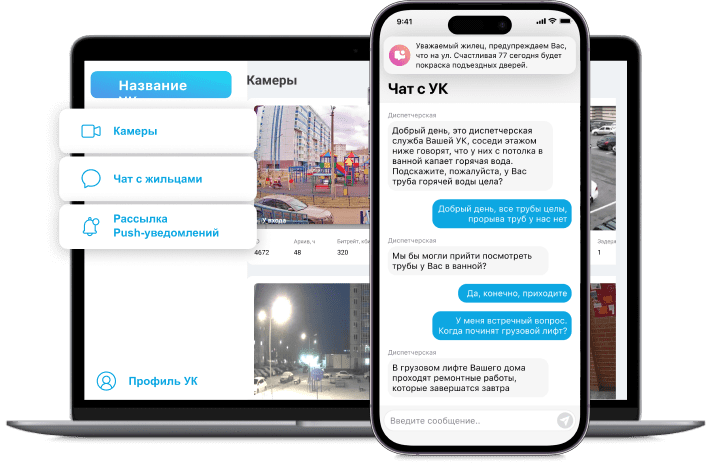 Название
Камеры
Чат с жильцами
Рассылка
Push-уведомлений
Профиль УК
Камеры
У входа
Архив, ч
4672
48
320
1
9:41
Уважаемый жилец, предупреждаем Вас,
что на ул. Счастливая 77 сегодня будет
покраска подъездных дверей.
Чат с УК
Диспетчерская
Добрый день, это диспетчерская
служба Вашей УК, соседи этажом
ниже говорят, что у них с потолка в
ванной капает горячая вода.
Подскажите, пожалуйста, у Вас
труба горячей воды цела?
Добрый день, все трубы целы,
прорыва труб у нас нет
Мы бы могли прийти посмотреть
трубы у Вас в ванной?
Да, конечно, приходите
У меня встречный вопрос.
Когда починят грузовой лифт?
Диспетчерская
В грузовом лифте Вашего дома
проходят ремонтные работы,
которые завершатся завтра
Введите сообщение..